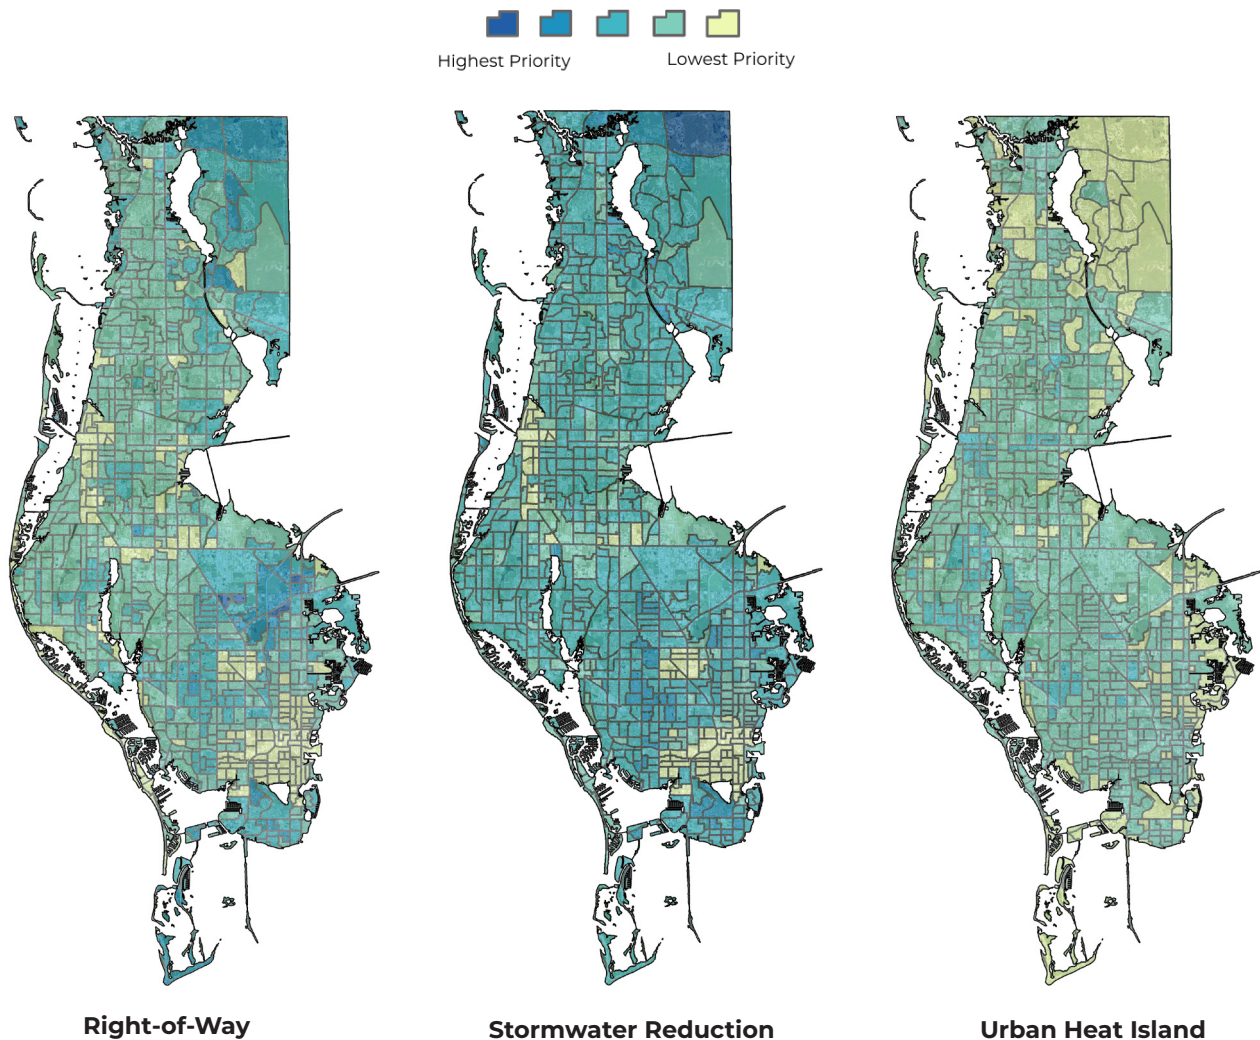 Highest Priority
Lowest Priority
Right-of-Way
Stormwater Reduction
Urban Heat Island